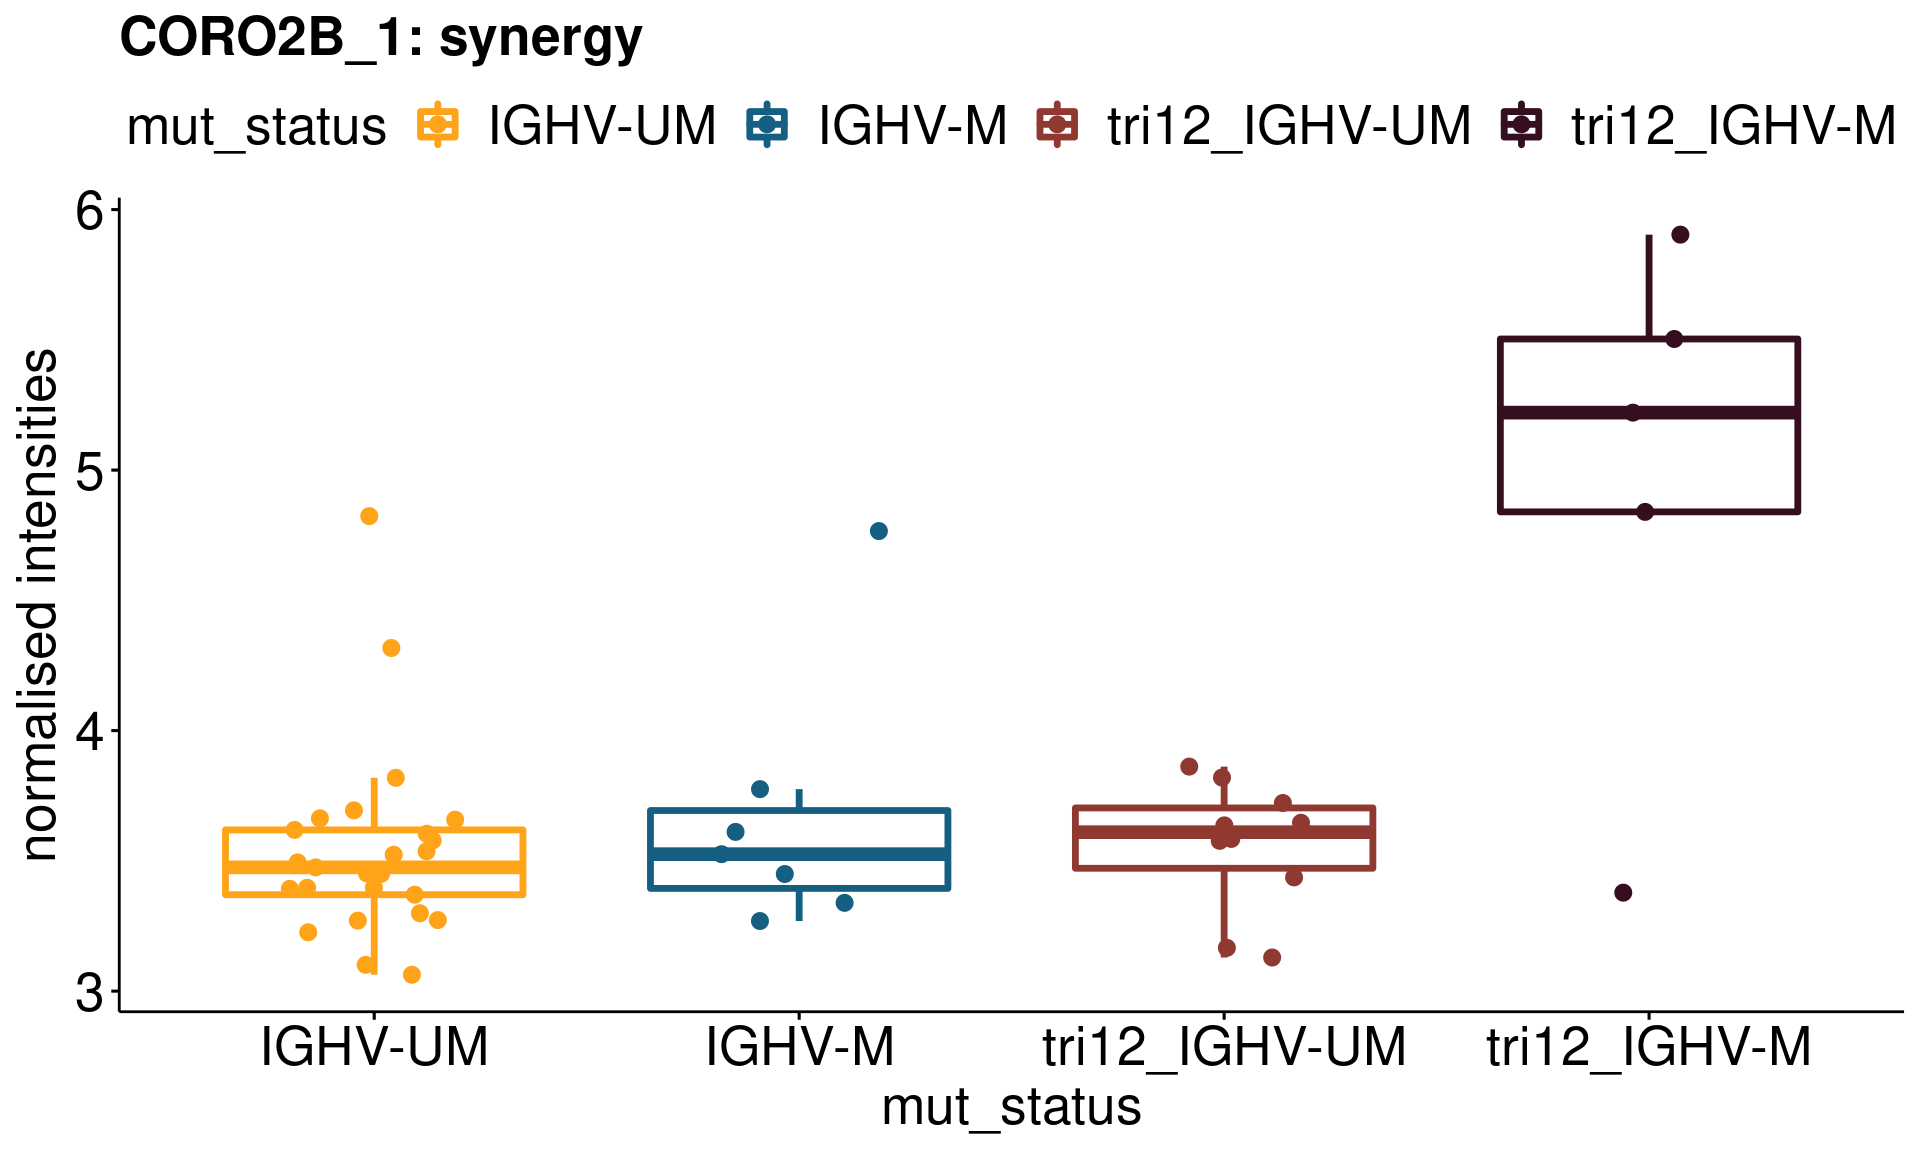 CORO2B_1: synergy
mut_status IGHV-UM IGHV-M tri12_IGHV-UM tri12_IGHV-M
normalised intensities
6
5
4
3
IGHV-UM IGHV-M tri12_IGHV-UM tri12_IGHV-M
mut_status